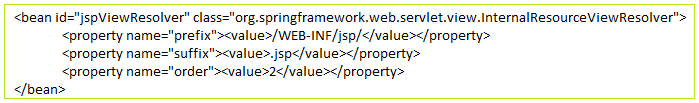 <bean id="jspViewResolver" class="org.springframework.web.servlet.view.InternalResourceViewResolver">
<property name="prefix"><value>/WEB-INF/jsp/</value></property>
<property name="suffix"><value>.jsp</value></property>
<property name="order"><value>2</value></property>
</bean>